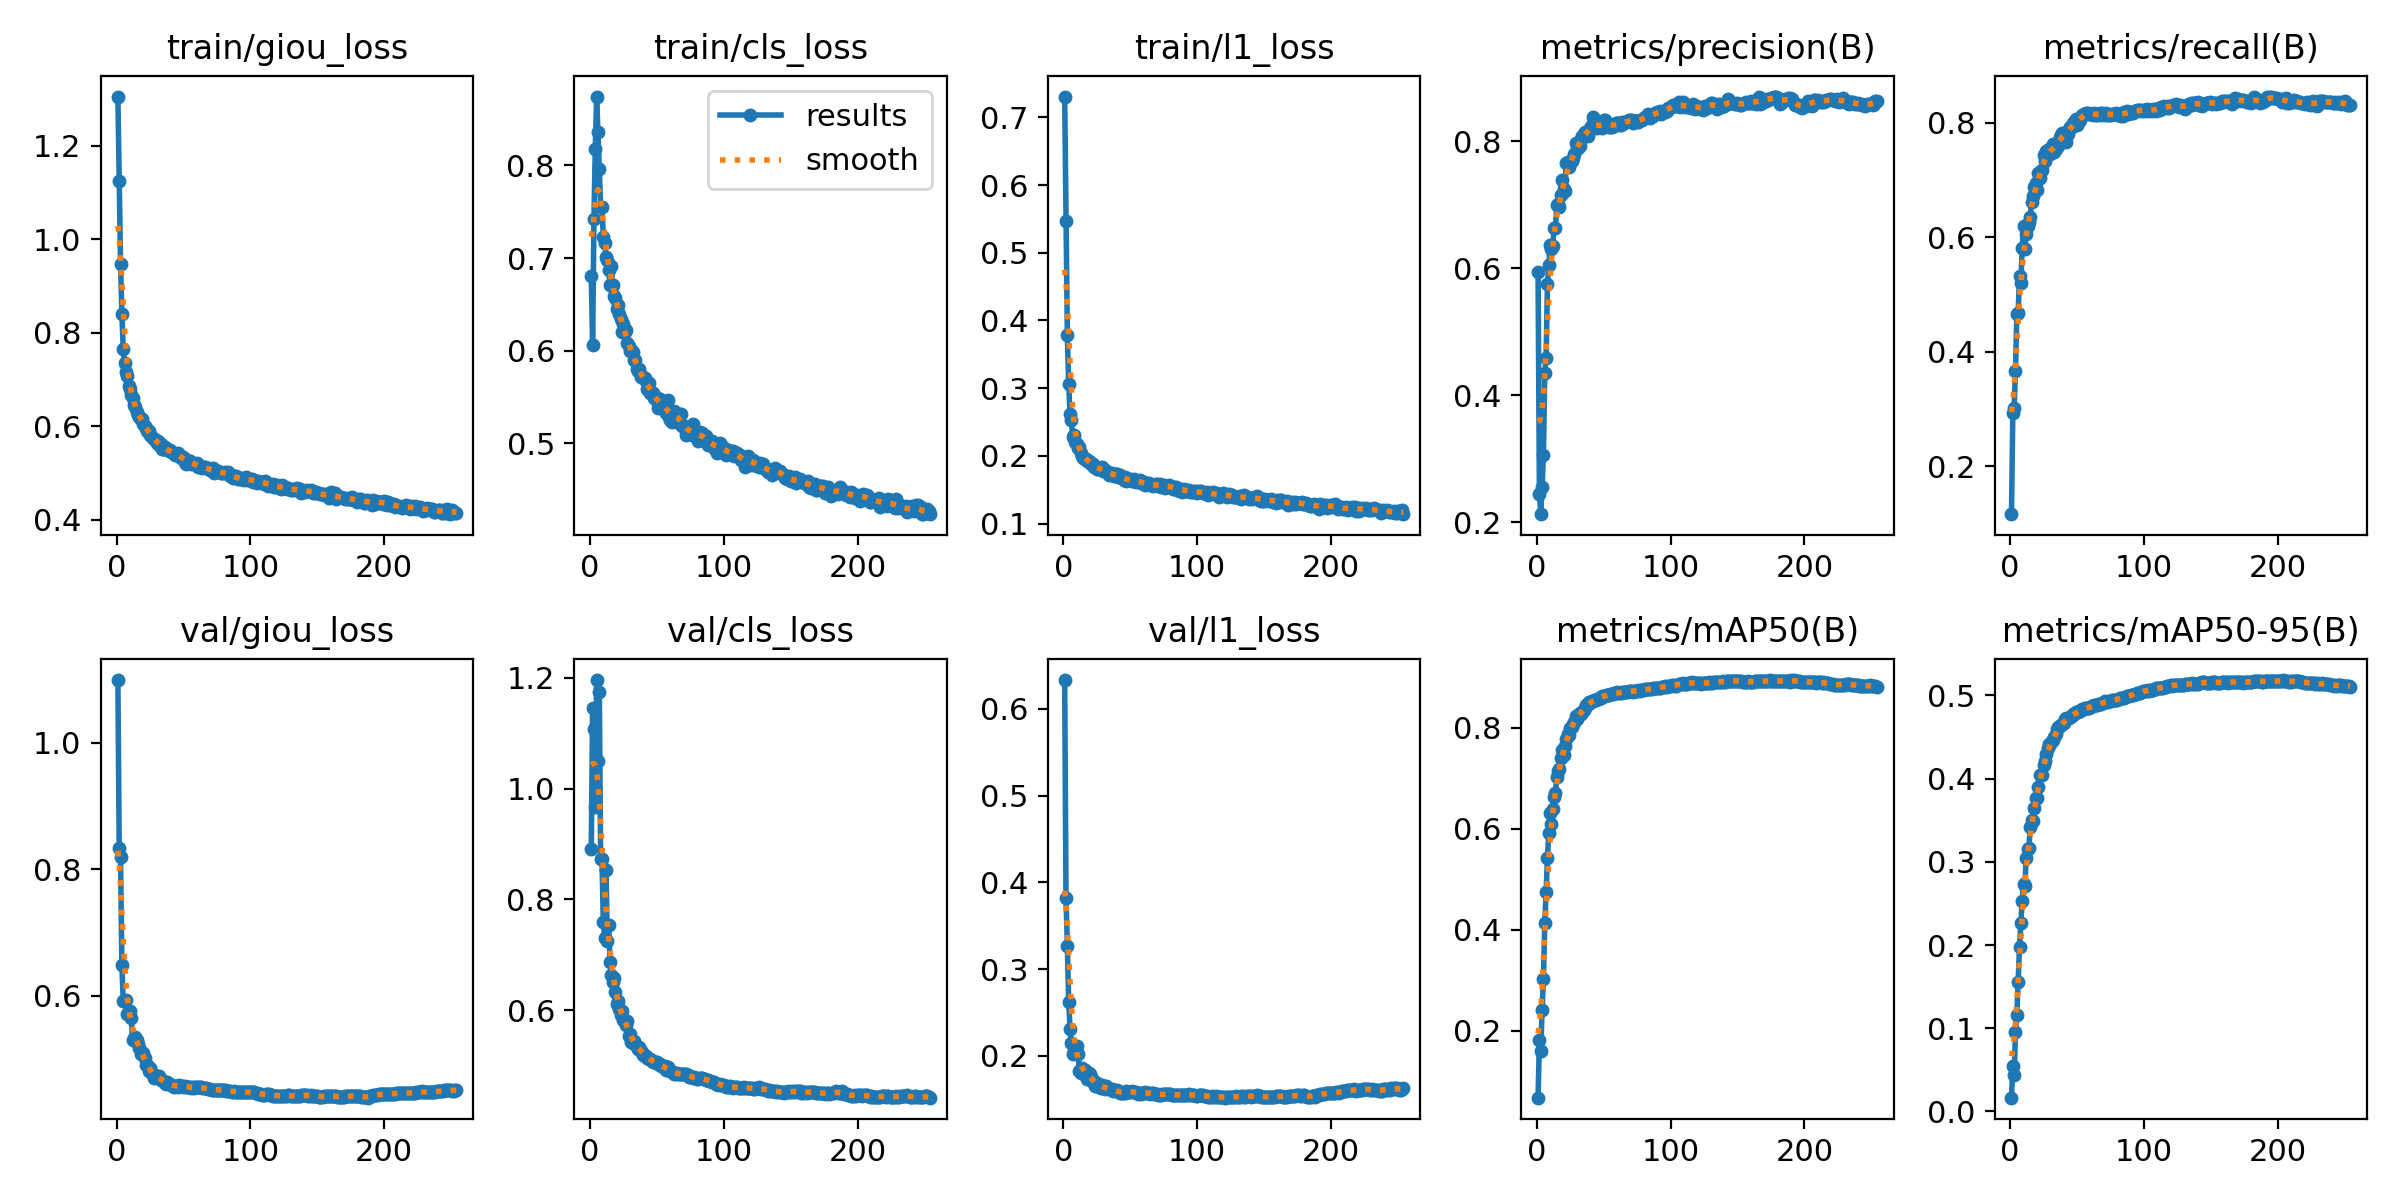 train/giou_loss
1.2
1.0
0.8
0.6
0.4
0 100 200
train/cls_loss
results
smooth
0.8
0.7
0.6
0.5
0 100 200
train/l1_loss
0.7
0.6
0.5
0.4
0.3
0.2
0.1
0 100 200
metrics/precision(B)
0.8
0.6
0.4
0.2
0 100 200
metrics/recall(B)
0.8
0.6
0.4
0.2
0 100 200
val/giou_loss
1.0
0.8
0.6
0 100 200
val/cls_loss
1.2
1.0
0.8
0.6
0 100 200
val/l1_loss
0.6
0.5
0.4
0.3
0.2
0 100 200
metrics/mAP50(B)
0.8
0.6
0.4
0.2
0 100 200
metrics/mAP50-95(B)
0.5
0.4
0.3
0.2
0.1
0.0
0 100 200